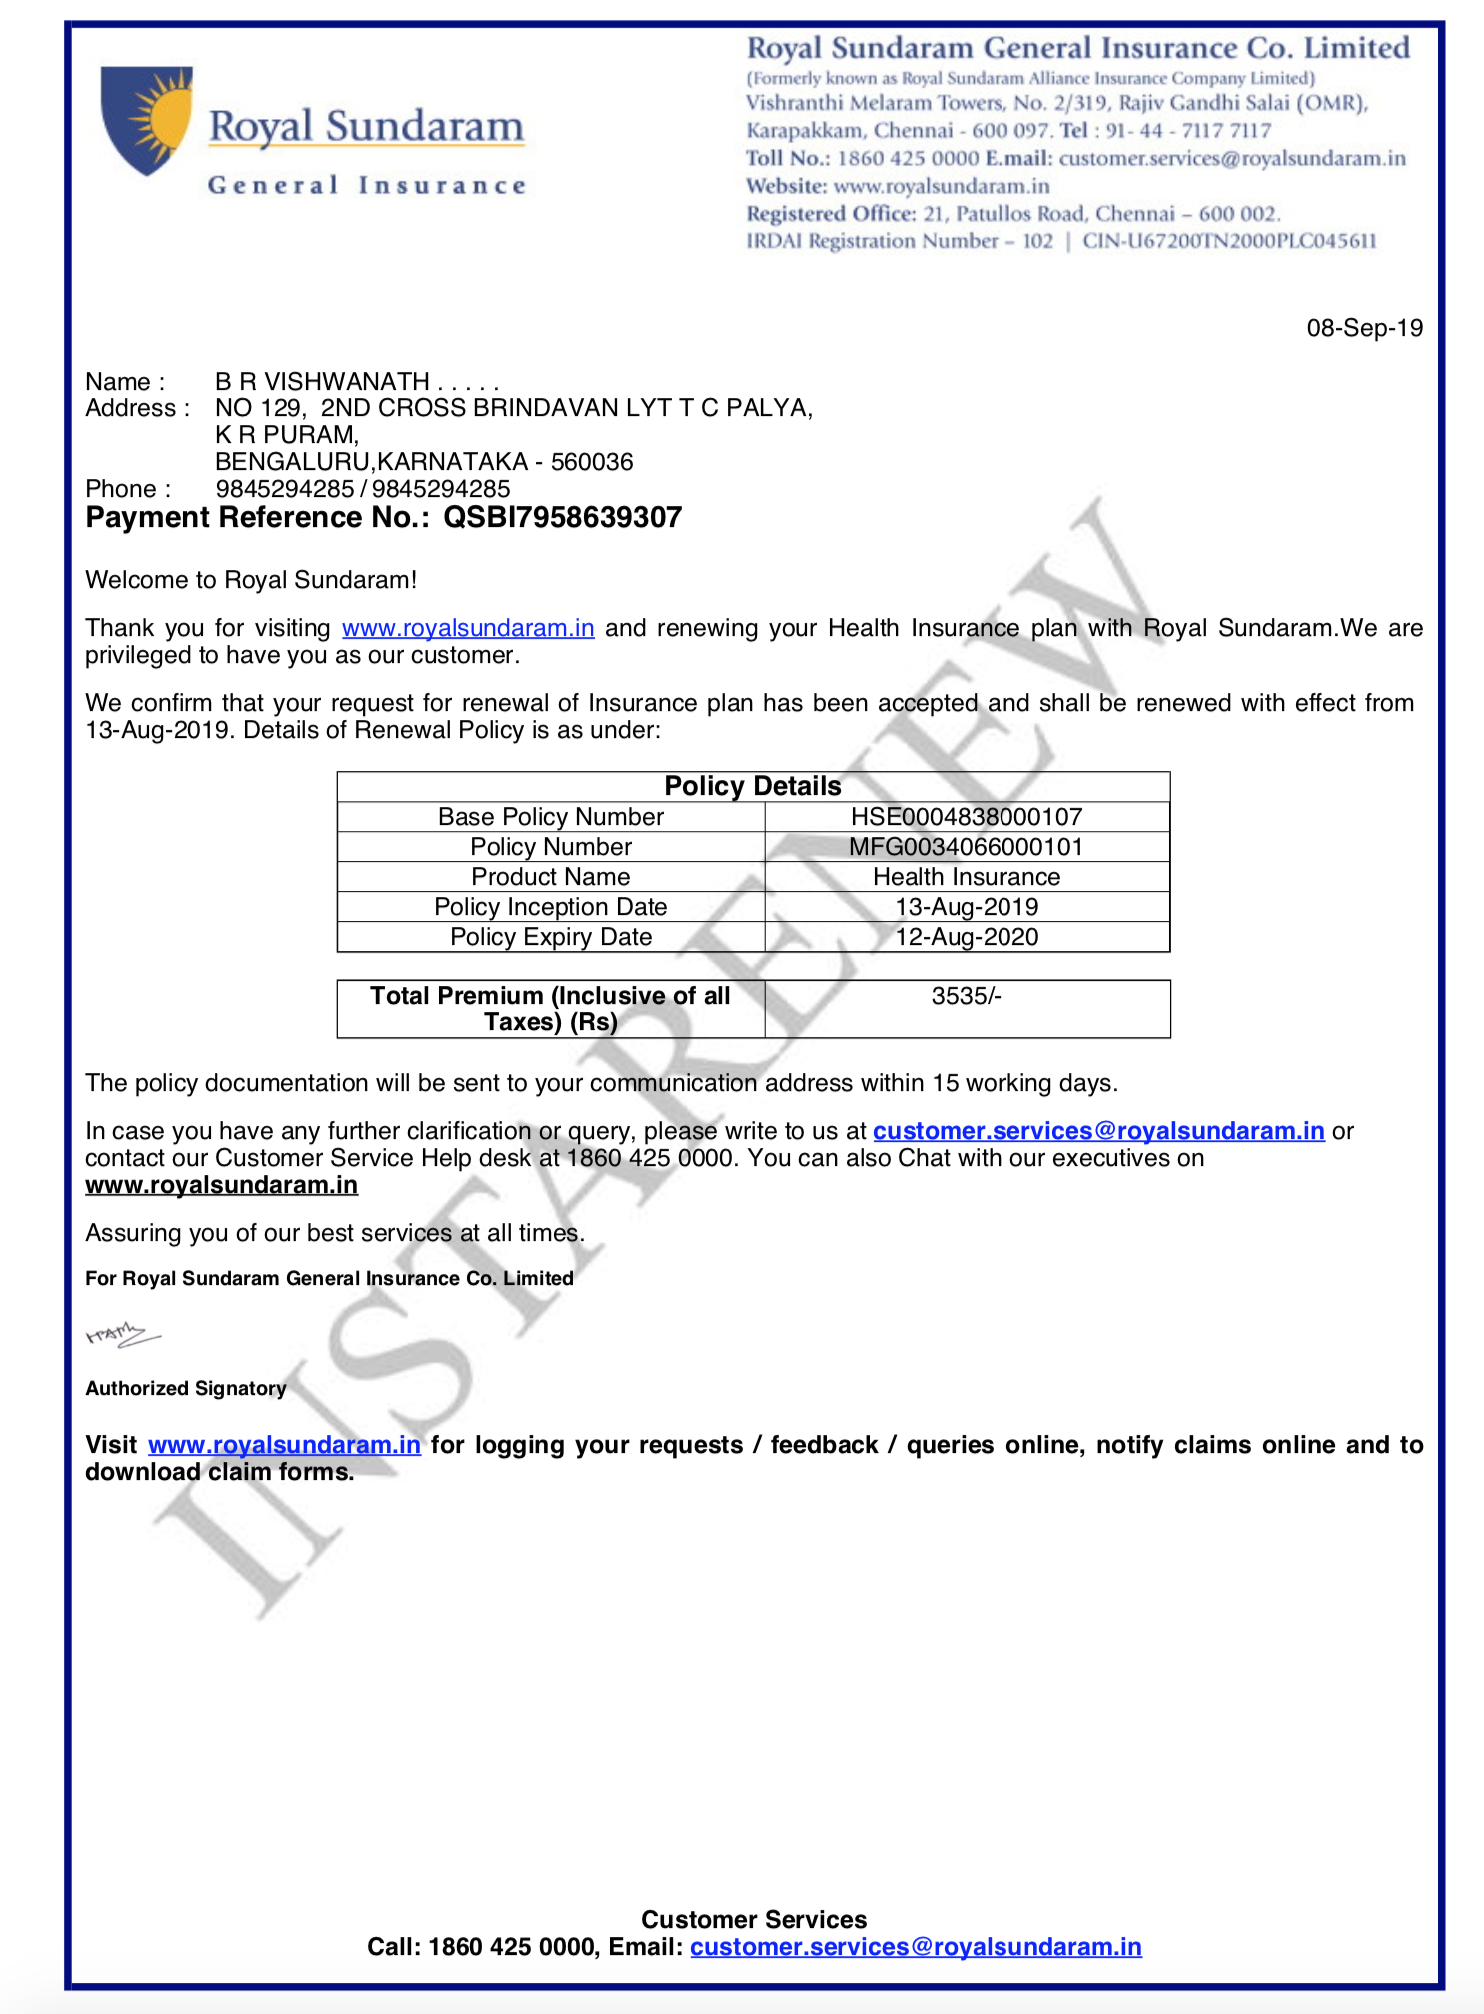 Royal Sundaram
General Insurance
Royal Sundaram General Insurance Co. Limited
(Formerly known as Royal Sundaram Alliance Insurance Company Limited)
Vishranthi Melaram Towers, No. 2/319, Rajiv Gandhi Salai (OMR),
Karapakkam, Chennai - 600 097. Tel : 91- 44 - 7117 7117
Toll No.: 1860 425 0000 E.mail: customer.services@royalsundaram.in
Website: www.royalsundaram.in
Registered Office: 21, Patullos Road, Chennai – 600 002.
IRDAI Registration Number – 102 | CIN-U67200TN2000PLC045611
08-Sep-19
Name : B R VISHWANATH . . . . .
Address : NO 129, 2ND CROSS BRINDAVAN LYT T C PALYA,
K R PURAM,
BENGALURU,KARNATAKA - 560036
Phone : 9845294285 / 9845294285
Payment Reference No.: QSBI7958639307
Welcome to Royal Sundaram!
Thank you for visiting www.royalsundaram.in and renewing your Health Insurance plan with Royal Sundaram.We are
privileged to have you as our customer.
We confirm that your request for renewal of Insurance plan has been accepted and shall be renewed with effect from
13-Aug-2019. Details of Renewal Policy is as under:
Policy Details
Base Policy Number HSE0004838000107
Policy Number MFG0034066000101
Product Name Health Insurance
Policy Inception Date 13-Aug-2019
Policy Expiry Date 12-Aug-2020
Total Premium (Inclusive of all 3535/-
Taxes) (Rs)
The policy documentation will be sent to your communication address within 15 working days.
In case you have any further clarification or query, please write to us at customer.services@royalsundaram.in or
contact our Customer Service Help desk at 1860 425 0000. You can also Chat with our executives on
www.royalsundaram.in
Assuring you of our best services at all times.
For Royal Sundaram General Insurance Co. Limited
Authorized Signatory
Visit www.royalsundaram.in for logging your requests / feedback / queries online, notify claims online and to
download claim forms.
INSTARENEW
Customer Services
Call: 1860 425 0000, Email: customer.services@royalsundaram.in